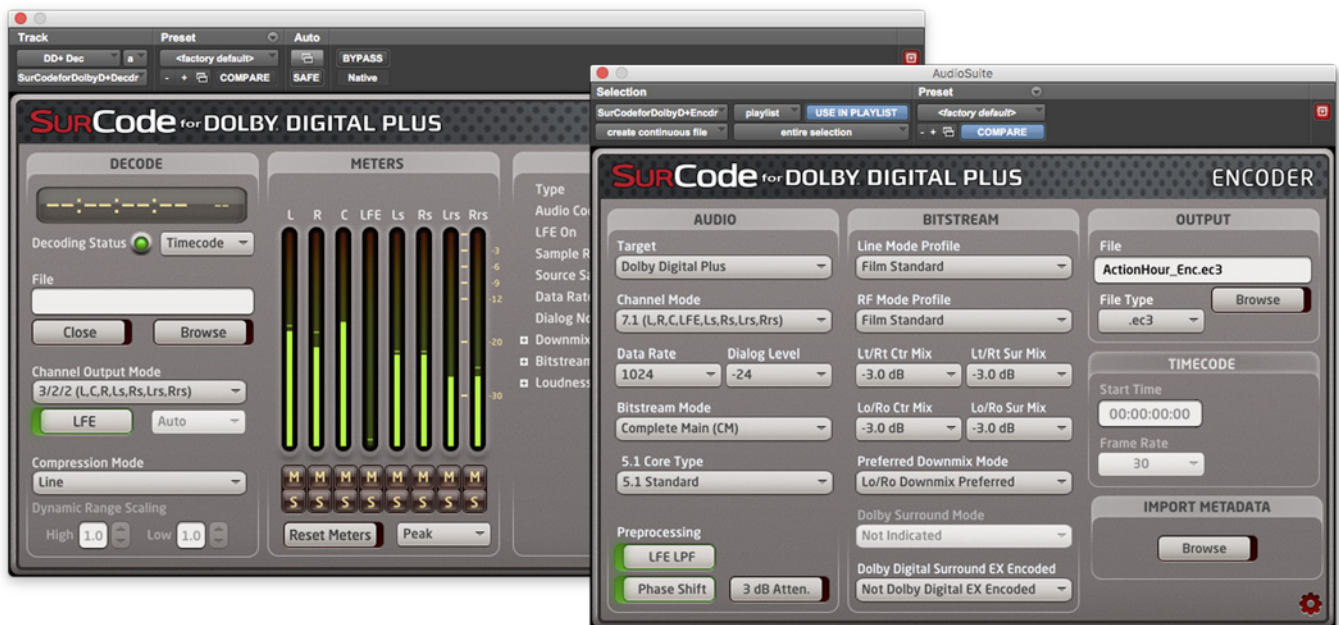 Track Preset Auto
DD+ Dec a <factory default> BYPASS
SurCodeforDolbyD+Decdr - + COMPARE SAFE Native
SURCode for DOLBY DIGITAL PLUS
DECODE
--:--:--:-- --
Decoding Status Timecode
File
Close Browse
Channel Output Mode
3/2/2 (L,C,R,Ls,Rs,Lrs,Rrs)
LFE Auto
Compression Mode
Line
Dynamic Range Scaling
High 1.0 Low 1.0
METERS
L R C LFE Ls Rs Lrs Rrs
-3
-6
-9
-12
-20
-30
M M M M M M M M
S S S S S S S S
Reset Meters Peak
Type
Audio
LFE On
Sample
Source
Data
Dialog
Downmix
Bitstream
Loudness
AudioSuite
Selection Preset
SurCodeforDolbyD+Encdr playlist USE IN PLAYLIST <factory default>
create continuous file entire selection - + COMPARE
SURCode for DOLBY DIGITAL PLUS ENCODER
AUDIO
Target
Dolby Digital Plus
Channel Mode
7.1 (L,R,C,LFE,Ls,Rs,Lrs,Rrs)
Data Rate Dialog Level
1024 -24
Bitstream Mode
Complete Main (CM)
5.1 Core Type
5.1 Standard
Preprocessing
LFE LPF
Phase Shift 3 dB Atten.
BITSTREAM
Line Mode Profile
Film Standard
RF Mode Profile
Film Standard
Lt/Rt Ctr Mix Lt/Rt Sur Mix
-3.0 dB -3.0 dB
Lo/Ro Ctr Mix Lo/Ro Sur Mix
-3.0 dB -3.0 dB
Preferred Downmix Mode
Lo/Ro Downmix Preferred
Dolby Surround Mode
Not Indicated
Dolby Digital Surround EX Encoded
Not Dolby Digital EX Encoded
OUTPUT
File
ActionHour_Enc.ec3
File Type Browse
.ec3
TIMECODE
Start Time
00:00:00:00
Frame Rate
30
IMPORT METADATA
Browse